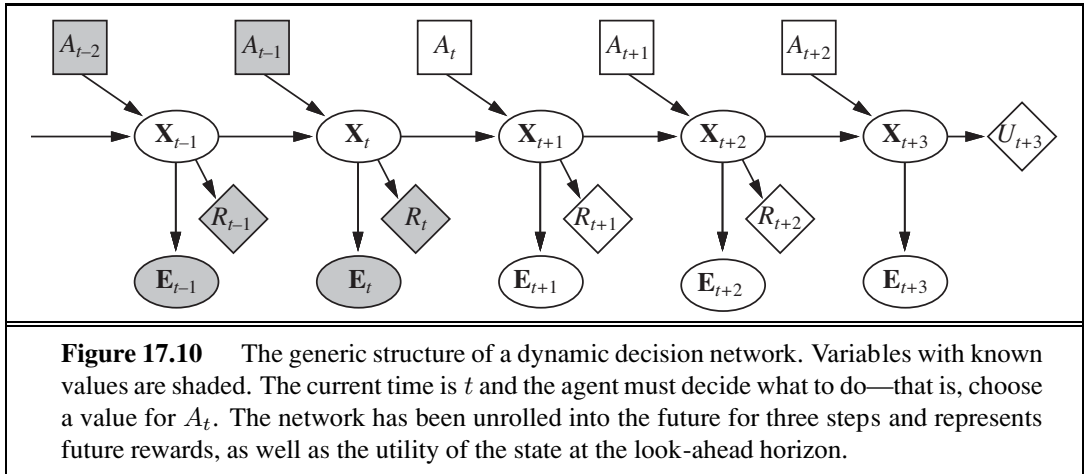 A_{t–2} A_{t–1} A_t A_{t+1} A_{t+2}
X_{t–1} X_t X_{t+1} X_{t+2} X_{t+3} U_{t+3}
R_{t–1} R_t R_{t+1} R_{t+2}
E_{t–1} E_t E_{t+1} E_{t+2} E_{t+3}
Figure 17.10 The generic structure of a dynamic decision network. Variables with known
values are shaded. The current time is t and the agent must decide what to do—that is, choose
a value for A_t. The network has been unrolled into the future for three steps and represents
future rewards, as well as the utility of the state at the look-ahead horizon.